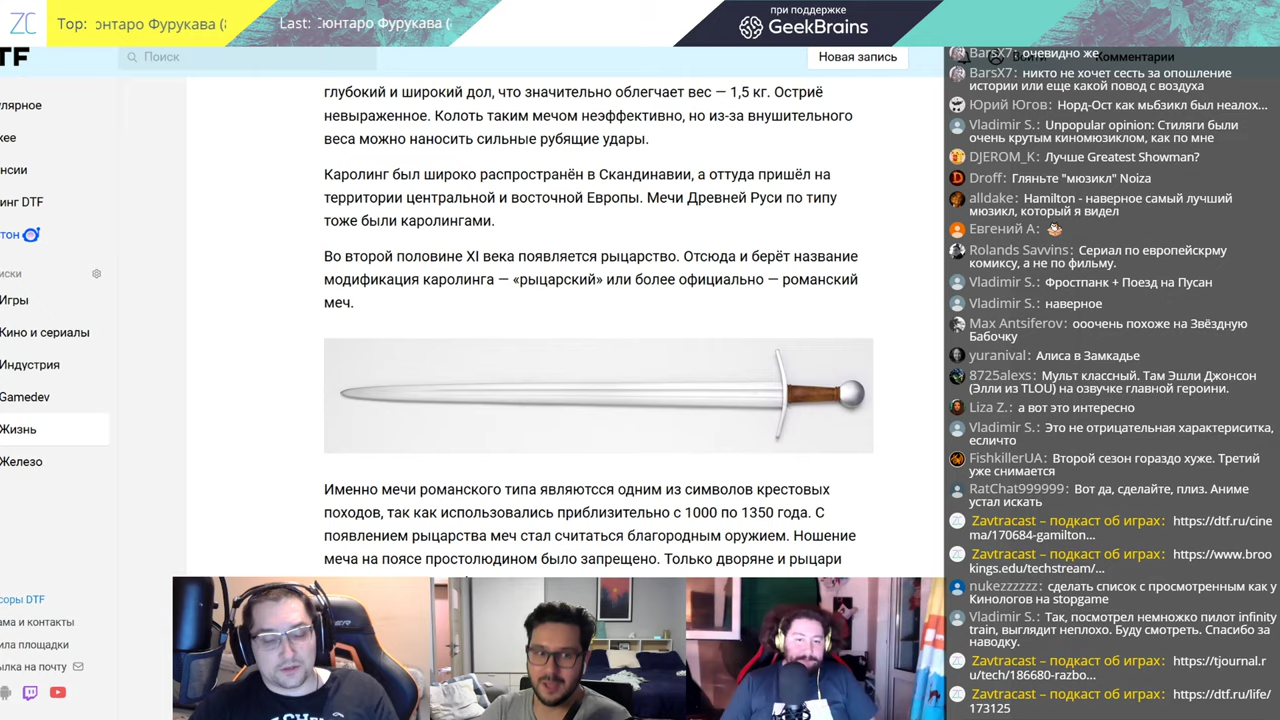 ZC
Top: онтаро Фурукава (
Last: онтаро Фурукава (
при поддержке
GeekBrains
TF
Поиск
Новая запись
Комментарии
лярное
кее
нсии
инг DTF
тон
иски
Игры
Кино и сериалы
Индустрия
Gamedev
Жизнь
Железо
соры DTF
ама и контакты
ила площадки
ылка на почту
глубокий и широкий дол, что значительно облегчает вес — 1,5 кг. Остриё
невыраженное. Колоть таким мечом неэффективно, но из-за внушительного
веса можно наносить сильные рубящие удары.
Каролинг был широко распространён в Скандинавии, а оттуда пришёл на
территории центральной и восточной Европы. Мечи Древней Руси по типу
тоже были каролингами.
Во второй половине XI века появляется рыцарство. Отсюда и берёт название
модификация каролинга — «рыцарский» или более официально — романский
меч.
Именно мечи романского типа являютсся одним из символов крестовых
походов, так как использовались приблизительно с 1000 по 1350 года. С
появлением рыцарства меч стал считаться благородным оружием. Ношение
меча на поясе простолюдином было запрещено. Только дворяне и рыцари
BarsX7: очевидно же
BarsX7: никто не хочет сесть за опошление
истории или еще какой повод с воздуха
Юрий Югов: Норд-Ост как мьбзикл был неалох...
Vladimir S.: Unpopular opinion: Стиляги были
очень крутым киномюзиклом, как по мне
DJEROM_K: Лучше Greatest Showman?
Droff: Гляньте "мюзикл" Noizа
alldake: Hamilton - наверное самый лучший
мюзикл, который я видел
Евгений А:
Rolands Savvins: Сериал по европейскрму
комиксу, а не по фильму.
Vladimir S.: Фростпанк + Поезд на Пусан
Vladimir S.: наверное
Max Antsiferov: ооочень похоже на Звёздную
Бабочку
yuranival: Алиса в Замкадье
8725alexs: Мульт классный. Там Эшли Джонсон
(Элли из TLOU) на озвучке главной героини.
Liza Z.: а вот это интересно
Vladimir S.: Это не отрицательная характериситка,
есличто
FishkillerUA: Второй сезон гораздо хуже. Третий
уже снимается
RatChat999999: Вот да, сделайте, плиз. Аниме
устал искать
Zavtracast – подкаст об играх: https://dtf.ru/cine
ma/170684-gamilton...
Zavtracast – подкаст об играх: https://www.broo
kings.edu/techstream/...
nukezzzzzz: сделать список с просмотренным как у
Кинологов на stopgame
Vladimir S.: Так, посмотрел немножко пилот infinity
train, выглядит неплохо. Буду смотреть. Спасибо за
наводку.
Zavtracast – подкаст об играх: https://tjournal.r
u/tech/186680-razbo...
Zavtracast – подкаст об играх: https://dtf.ru/life/
173125